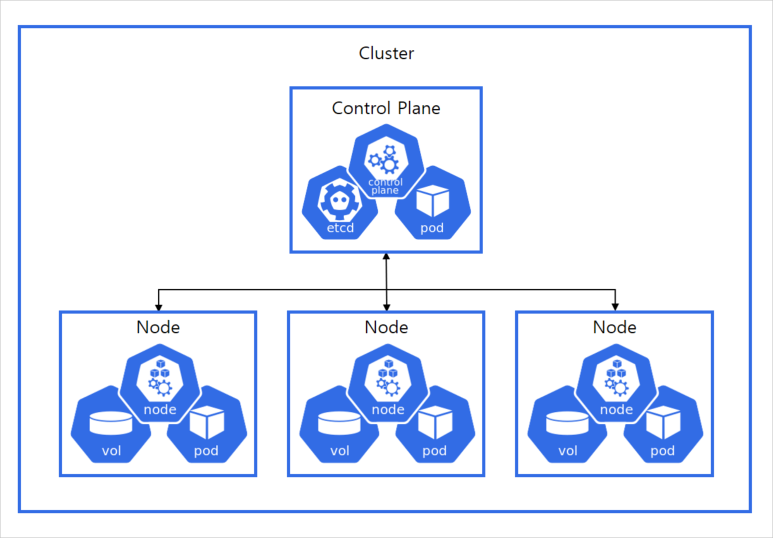 Cluster
Control Plane
control
plane
etcd
pod
Node
Node
Node
node
vol
pod
node
vol
pod
node
vol
pod